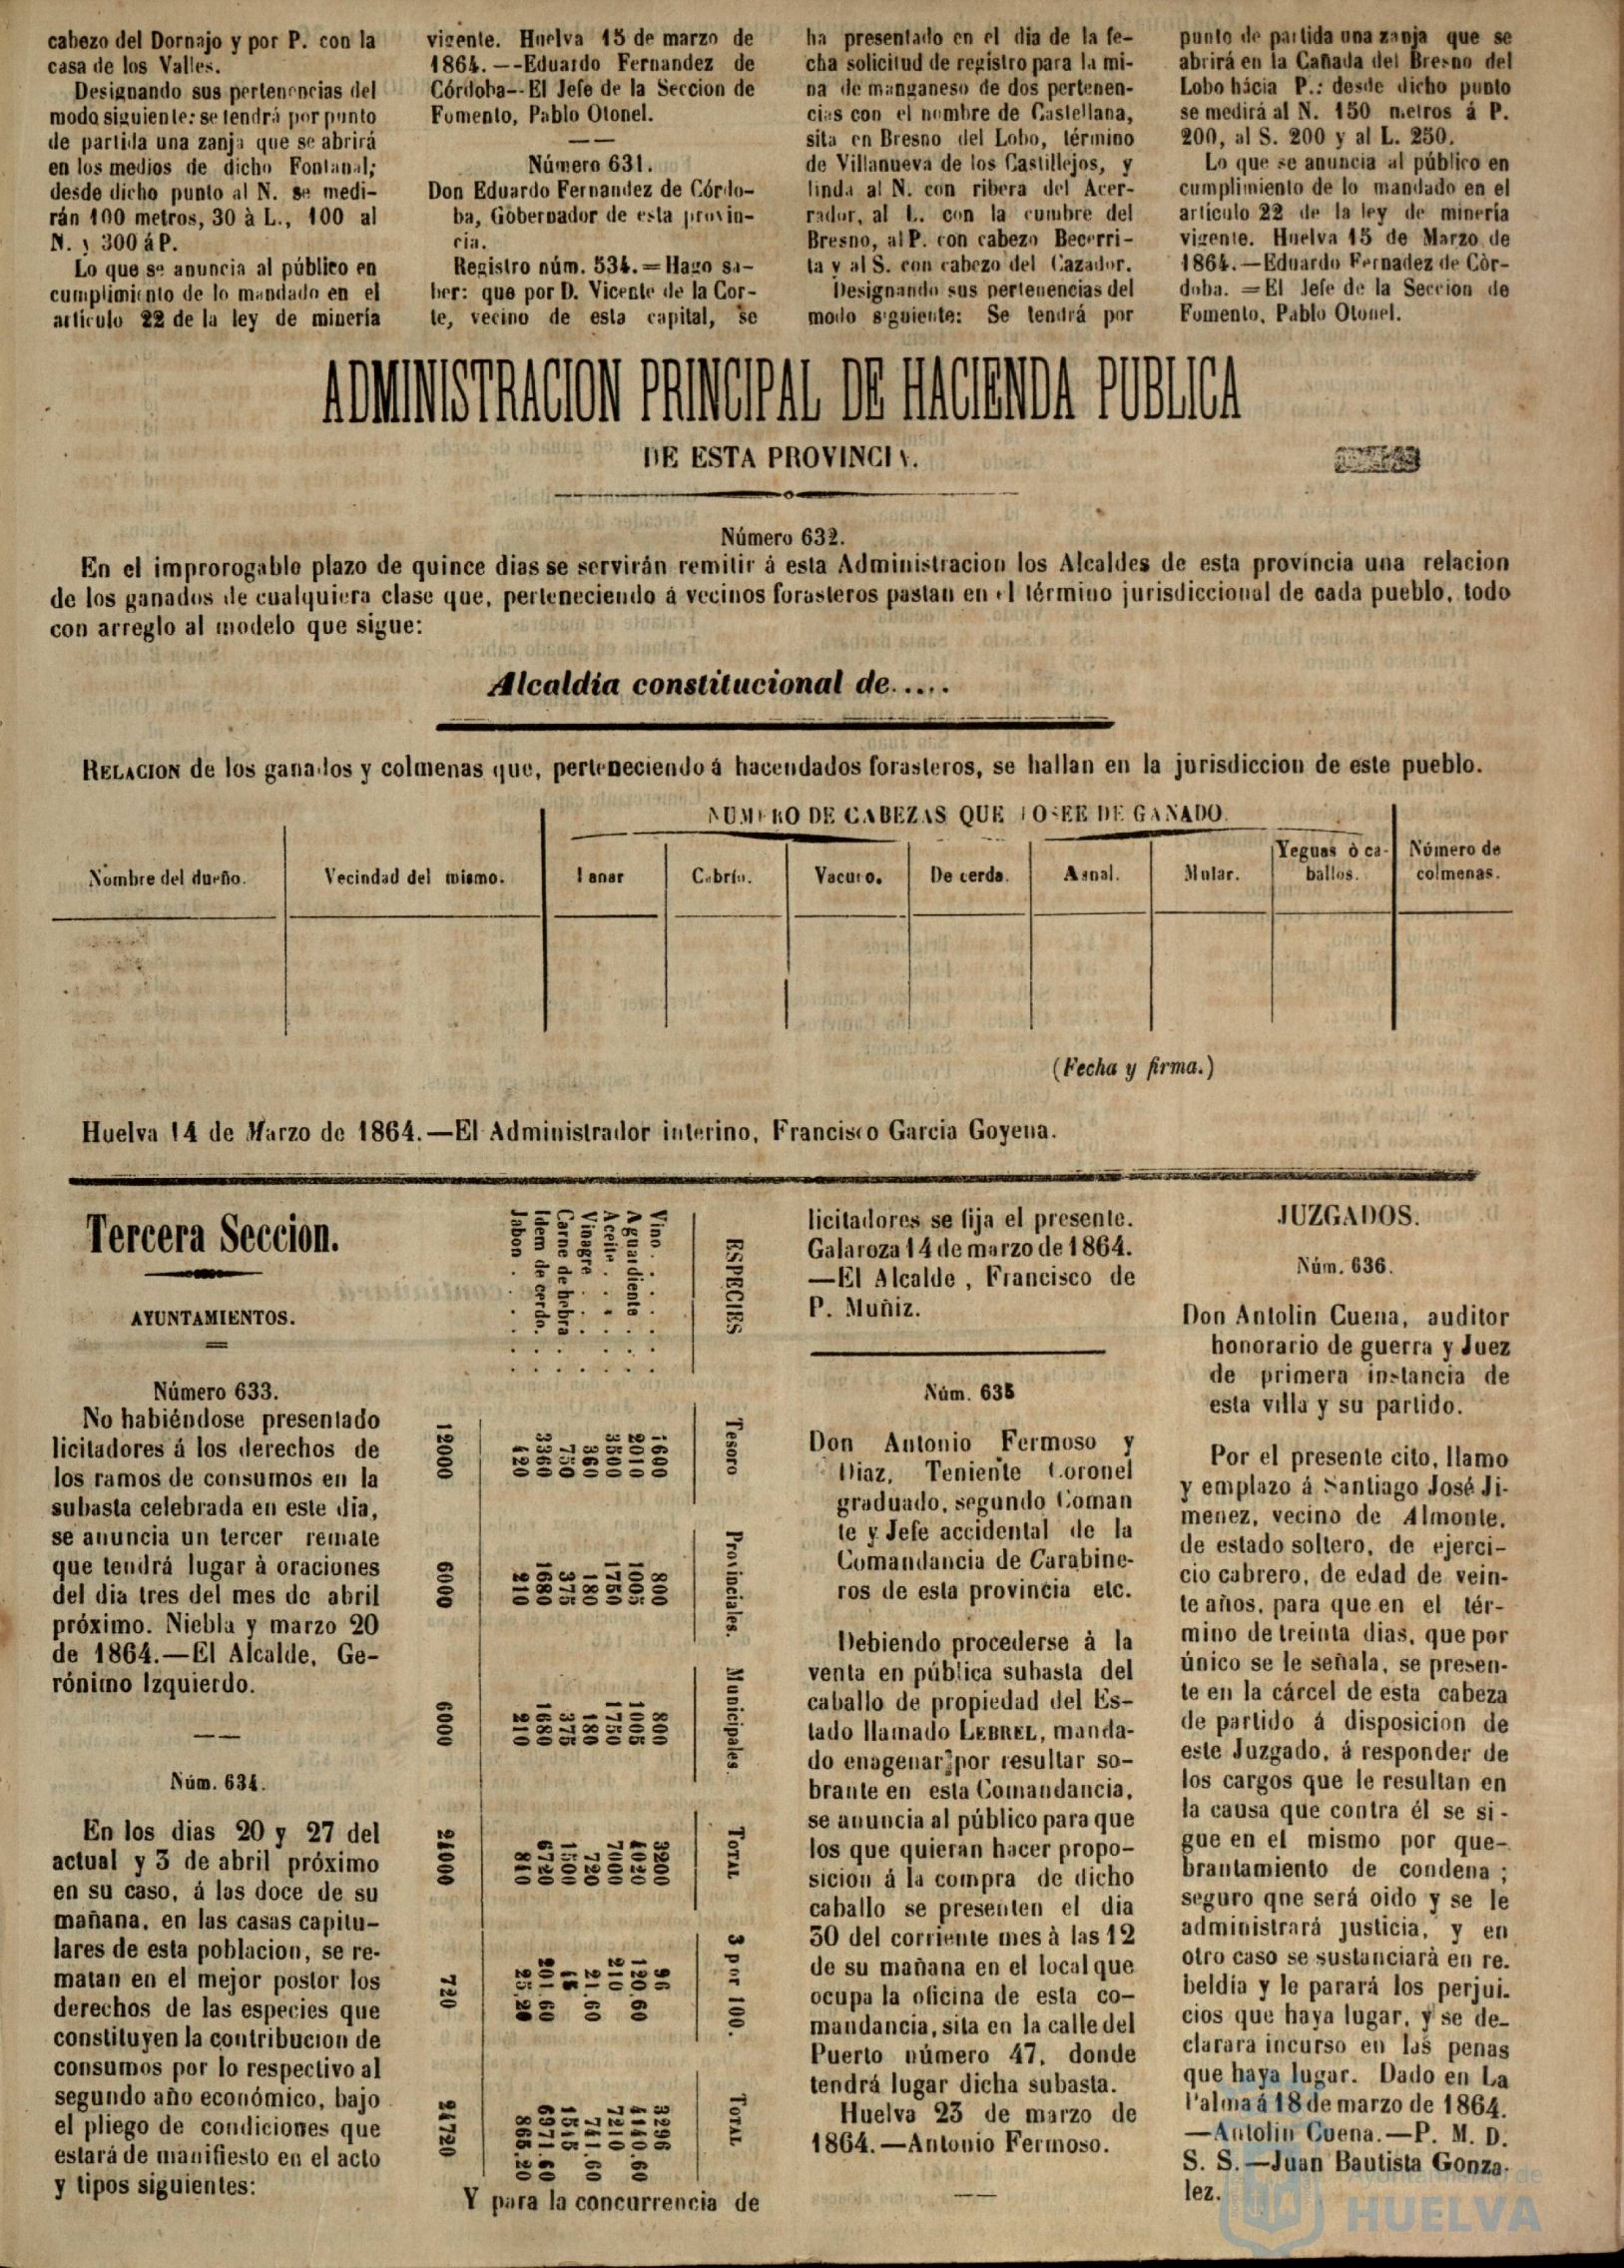 cabezo del Dornajo y por P. con la
casa de los Valles.
Designando sus pertenencias del
modo siguiente: se tendrá por punto
de partida una zanja que se abrirá
en los medios de dicho Fontanal;
desde dicho punto al N. se medi-
rán 100 metros, 30 à L., 100 al
N. y 300 á P.
Lo que se anuncia al público en
cumplimiento de lo mandado en el
artículo 22 de la ley de minería
vigente. Huelva 15 de marzo de
1864.--Eduardo Fernandez de
Córdoba--El Jefe de la Seccion de
Fomento, Pablo Otonel.
Número 631.
Don Eduardo Fernandez de Córdo-
ba, Gobernador de esta provin-
cia.
Registro núm. 534.=Hago sa-
ber: que por D. Vicente de la Cor-
te, vecino de esta capital, se
ha presentado en el dia de la fe-
cha solicitud de registro para la mi-
na de manganeso de dos pertenen-
cias con el nombre de Castellana,
sita en Bresno del Lobo, término
de Villanueva de los Castillejos, y
linda al N. con ribera del Acer-
rador, al L. con la cumbre del
Bresno, al P. con cabezo Becerri-
ta y al S. con cabezo del Cazador.
Designando sus pertenencias del
modo siguiente: Se tendrá por
punto de partida una zanja que se
abrirá en la Cañada del Bresno del
Lobo hácia P.: desde dicho punto
se medirá al N. 150 metros á P.
200, al S. 200 y al L. 250.
Lo que se anuncia al público en
cumplimiento de lo mandado en el
artículo 22 de la ley de minería
vigente. Huelva 15 de Marzo de
1864.—Eduardo Fernadez de Còr-
doba. =El Jefe de la Seccion de
Fomento, Pablo Otonel.
ADMINISTRACION PRINCIPAL DE HACIENDA PUBLICA
DE ESTA PROVINCIA.
Número 632.
En el improrogable plazo de quince dias se servirán remitir á esta Administracion los Alcaldes de esta provincia una relacion
de los ganados de cualquiera clase que, perteneciendo á vecinos forasteros pastan en el término jurisdiccional de cada pueblo, todo
con arreglo al modelo que sigue:
Alcaldía constitucional de.....
RELACION de los ganados y colmenas que, perteneciendo á hacendados forasteros, se hallan en la jurisdiccion de este pueblo.
NUMERO DE CABEZAS QUE POSEE DE GANADO.
Nombre del dueño.
Vecindad del mismo.
Lanar
Cabrío.
Vacuno.
De cerda.
Asnal.
Mular.
Yeguas ò ca-
ballos.
Número de
colmenas.
(Fecha y firma.)
Huelva 14 de Marzo de 1864.—El Administrador interino, Francisco Garcia Goyena.
Tercera Seccion.
AYUNTAMIENTOS.
Número 633.
No habiéndose presentado
licitadores á los derechos de
los ramos de consumos en la
subasta celebrada en este dia,
se anuncia un tercer remate
que tendrá lugar à oraciones
del dia tres del mes de abril
próximo. Niebla y marzo 20
de 1864.—El Alcalde, Ge-
rónimo Izquierdo.
Núm. 634.
En los dias 20 y 27 del
actual y 3 de abril próximo
en su caso, á las doce de su
mañana, en las casas capitu-
lares de esta poblacion, se re-
matan en el mejor postor los
derechos de las especies que
constituyen la contribucion de
consumos por lo respectivo al
segundo año económico, bajo
el pliego de condiciones que
estará de manifiesto en el acto
y tipos siguientes:
ESPECIES Tesoro Provinciales. Municipales. TOTAL 3 por 100. TOTAL
Vino. . . . . 1600 800 800 3200 96 3296
Aguardiente . . . 2010 1005 1005 4020 120.60 4140.60
Aceite . . . . 3500 1750 1750 7000 210 7210
Vinagre . . . . 360 180 180 720 21.60 741.60
Carne de hebra . . 750 375 375 1500 45 1545
Idem de cerdo. . . 3360 1680 1680 6720 201.60 6921.60
Jabon . . . . 420 210 210 840 25.20 865.20
12000 6000 6000 24000 720 24720
Y para la concurrencia de
licitadores se fija el presente.
Galaroza 14 de marzo de 1864.
—El Alcalde, Francisco de
P. Muñiz.
Núm. 635
Don Antonio Fermoso y
Diaz, Teniente Coronel
graduado, segundo Coman
te y Jefe accidental de la
Comandancia de Carabine-
ros de esta provincia etc.
Debiendo procederse à la
venta en pública subasta del
caballo de propiedad del Es-
tado llamado LEBREL, manda-
do enagenar por resultar so-
brante en esta Comandancia,
se anuncia al público para que
los que quieran hacer propo-
sicion á la compra de dicho
caballo se presenten el dia
30 del corriente mes à las 12
de su mañana en el local que
ocupa la oficina de esta co-
mandancia, sita en la calle del
Puerto número 47, donde
tendrá lugar dicha subasta.
Huelva 23 de marzo de
1864.—Antonio Fermoso.
JUZGADOS.
Núm. 636.
Don Antolin Cuena, auditor
honorario de guerra y Juez
de primera instancia de
esta villa y su partido.
Por el presente cito, llamo
y emplazo á Santiago José Ji-
menez, vecino de Almonte,
de estado soltero, de ejerci-
cio cabrero, de edad de vein-
te años, para que en el tér-
mino de treinta dias, que por
único se le señala, se presen-
te en la cárcel de esta cabeza
de partido á disposicion de
este Juzgado, á responder de
los cargos que le resultan en
la causa que contra él se si-
gue en el mismo por que-
brantamiento de condena;
seguro que será oido y se le
administrará justicia, y en
otro caso se sustanciarà en re.
beldia y le parará los perjui.
cios que haya lugar, y se de_
clarara incurso en las penas
que haya lugar. Dado en La
Palma á 18 de marzo de 1864.
—Antolin Cuena.—P. M. D.
S. S.—Juan Bautista Gonza-
lez.
HUELVA